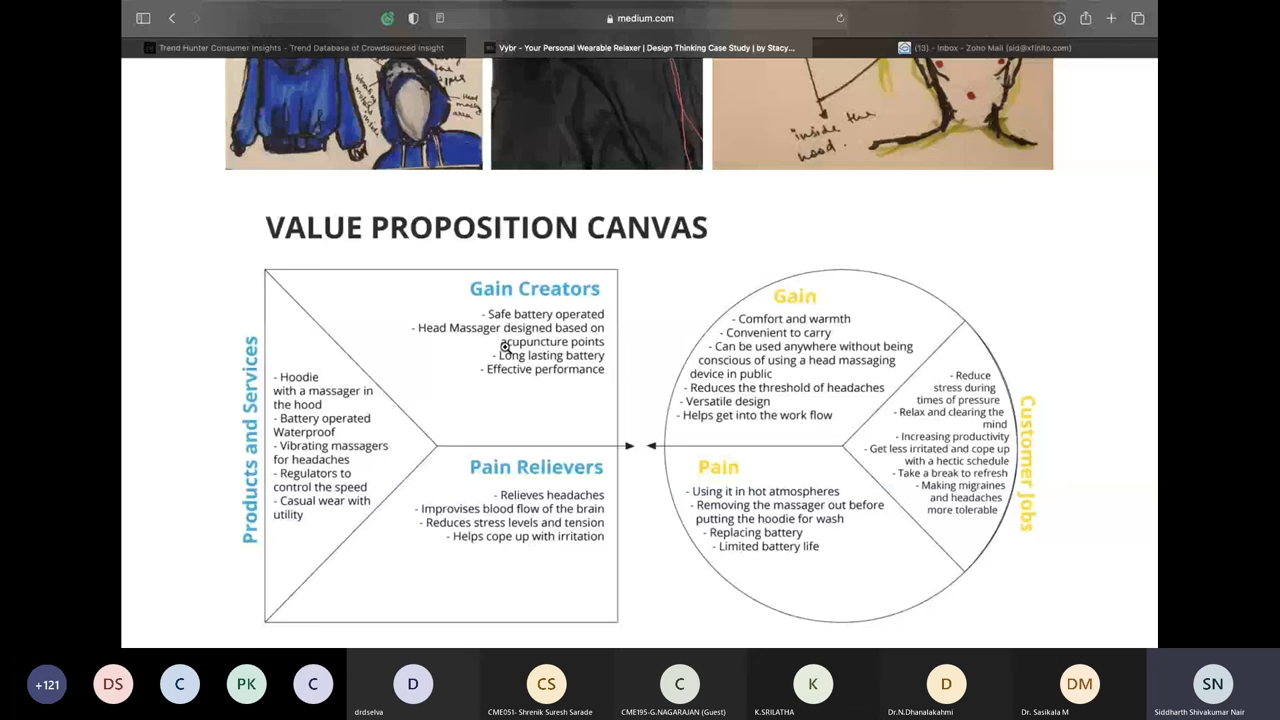 medium.com
Trend Hunter Consumer Insights - Trend Database of Crowdsourced Insight
Vybr - Your Personal Wearable Relaxer | Design Thinking Case Study | by Stacy...
(13) - Inbox - Zoho Mail (sid@xfinito.com)
inside the
hood.
VALUE PROPOSITION CANVAS
Products and Services
- Hoodie
with a massager in
the hood
- Battery operated
Waterproof
- Vibrating massagers
for headaches
- Regulators to
control the speed
- Casual wear with
utility
Gain Creators
- Safe battery operated
- Head Massager designed based on
acupuncture points
- Long lasting battery
- Effective performance
Pain Relievers
- Relieves headaches
- Improvises blood flow of the brain
- Reduces stress levels and tension
- Helps cope up with irritation
Gain
- Comfort and warmth
- Convenient to carry
- Can be used anywhere without being
conscious of using a head massaging
device in public
- Reduces the threshold of headaches
- Versatile design
- Helps get into the work flow
Pain
- Using it in hot atmospheres
- Removing the massager out before
putting the hoodie for wash
- Replacing battery
- Limited battery life
Customer Jobs
- Reduce
stress during
times of pressure
- Relax and clearing the
mind
- Increasing productivity
- Get less irritated and cope up
with a hectic schedule
- Take a break to refresh
- Making migraines
and headaches
more tolerable
+121
DS
C
PK
C
D
CS
C
K
D
DM
SN
drdselva
CME051- Shrenik Suresh Sarade
CME195-G.NAGARAJAN (Guest)
K.SRILATHA
Dr.N.Dhanalakahmi
Dr. Sasikala M
Siddharth Shivakumar Nair